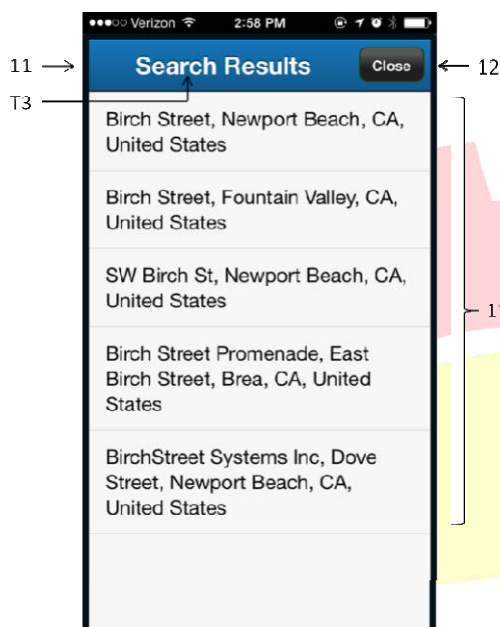 Verizon 2:58 PM
11 Search Results Close 12
T3
Birch Street, Newport Beach, CA,
United States
Birch Street, Fountain Valley, CA,
United States
SW Birch St, Newport Beach, CA,
United States
Birch Street Promenade, East
Birch Street, Brea, CA, United
States
BirchStreet Systems Inc, Dove
Street, Newport Beach, CA,
United States